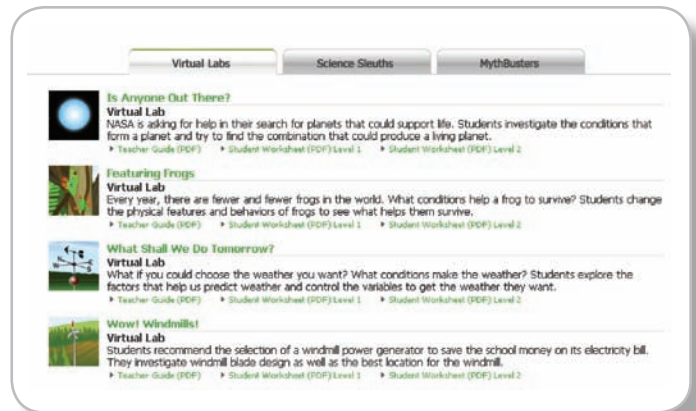 Virtual Labs Science Sleuths MythBusters
Is Anyone Out There?
Virtual Lab
NASA is asking for help in their search for planets that could support life. Students investigate the conditions that
form a planet and try to find the combination that could produce a living planet.
Teacher Guide (PDF) Student Worksheet (PDF) Level 1 Student Worksheet (PDF) Level 2
Featuring Frogs
Virtual Lab
Every year, there are fewer and fewer frogs in the world. What conditions help a frog to survive? Students change
the physical features and behaviors of frogs to see what helps them survive.
Teacher Guide (PDF) Student Worksheet (PDF) Level 1 Student Worksheet (PDF) Level 2
What Shall We Do Tomorrow?
Virtual Lab
What if you could choose the weather you want? What conditions make the weather? Students explore the
factors that help us predict weather and control the variables to get the weather they want.
Teacher Guide (PDF) Student Worksheet (PDF) Level 1 Student Worksheet (PDF) Level 2
Wow! Windmills!
Virtual Lab
Students recommend the selection of a windmill power generator to save the school money on its electricity bill.
They investigate windmill blade design as well as the best location for the windmill.
Teacher Guide (PDF) Student Worksheet (PDF) Level 1 Student Worksheet (PDF) Level 2